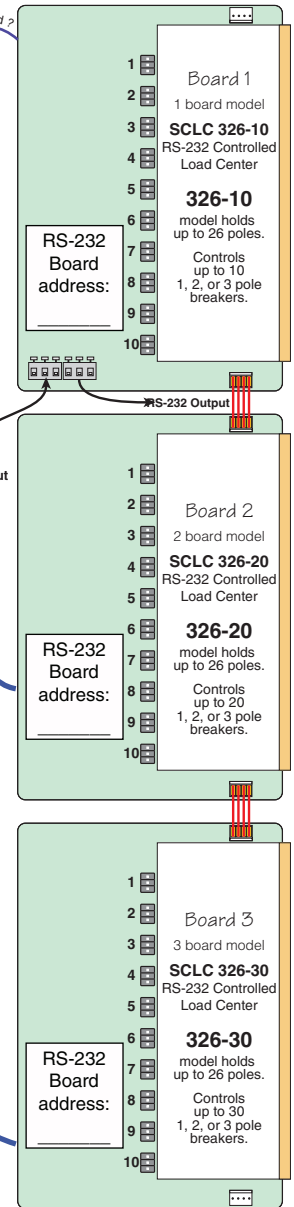 ?
Board 1
1 board model
SCLC 326-10
RS-232 Controlled
Load Center
326-10
model holds
up to 26 poles.
Controls
up to 10
1, 2, or 3 pole
breakers.
1
2
3
4
5
6
7
8
9
10
RS-232
Board
address:
RS-232 Output
Board 2
2 board model
SCLC 326-20
RS-232 Controlled
Load Center
326-20
model holds
up to 26 poles.
Controls
up to 20
1, 2, or 3 pole
breakers.
1
2
3
4
5
6
7
8
9
10
RS-232
Board
address:
Board 3
3 board model
SCLC 326-30
RS-232 Controlled
Load Center
326-30
model holds
up to 26 poles.
Controls
up to 30
1, 2, or 3 pole
breakers.
1
2
3
4
5
6
7
8
9
10
RS-232
Board
address: